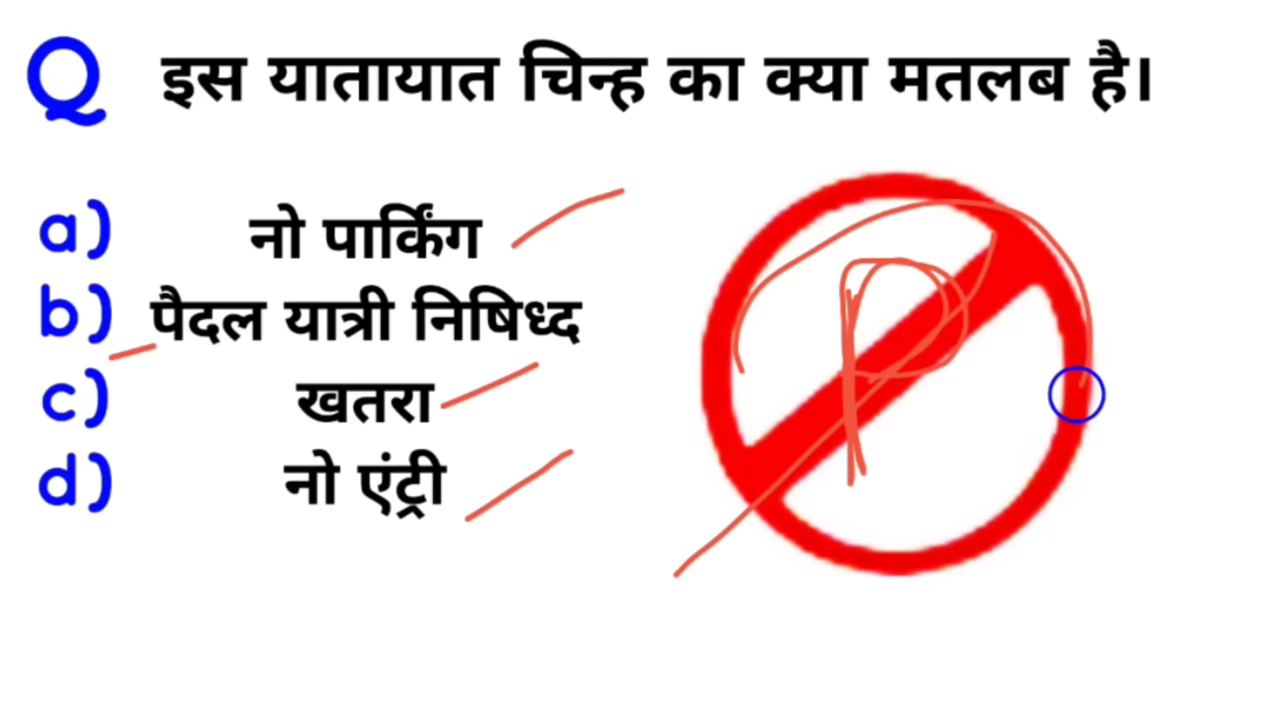 Q इस यातायात चिन्ह का क्या मतलब है।
a) नो पार्किंग
b) पैदल यात्री निषिध्द
c) खतरा
d) नो एंट्री
P